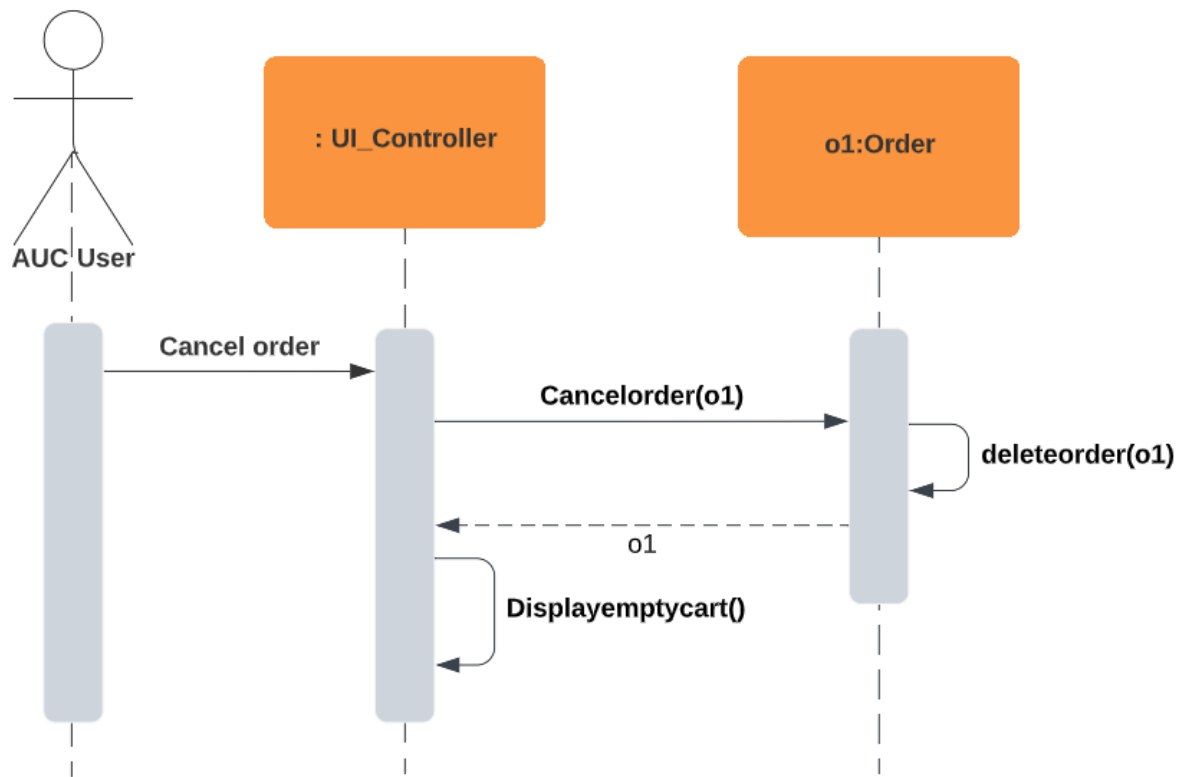 : UI_Controller
o1:Order
AUC User
Cancel order
Cancelorder(o1)
deleteorder(o1)
o1
Displayemptycart()